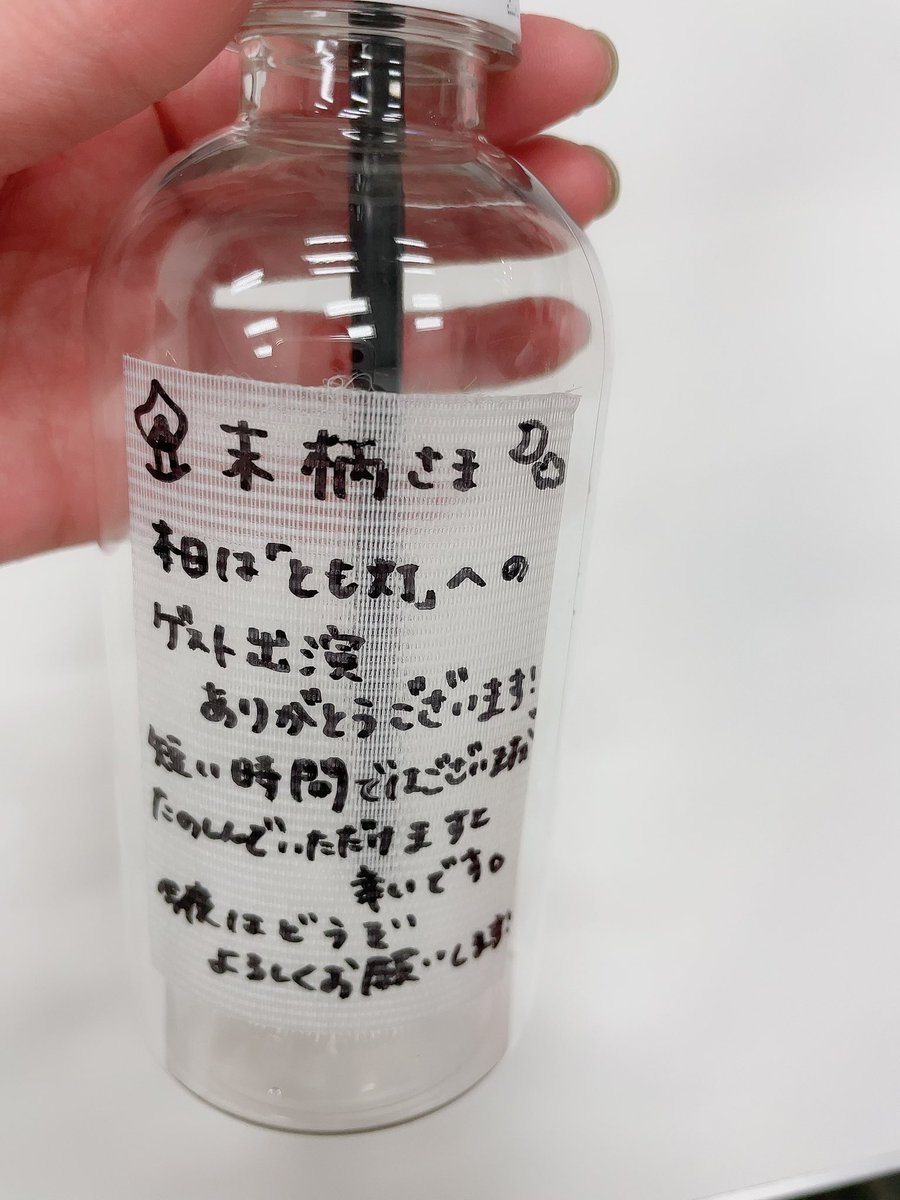 末柄さま
本日は「とも灯」への
ゲスト出演
ありがとうございます!
短い時間ではございますが
たのしんでいただけますと
幸いです。
今夜はどうぞ
よろしくお願いします!